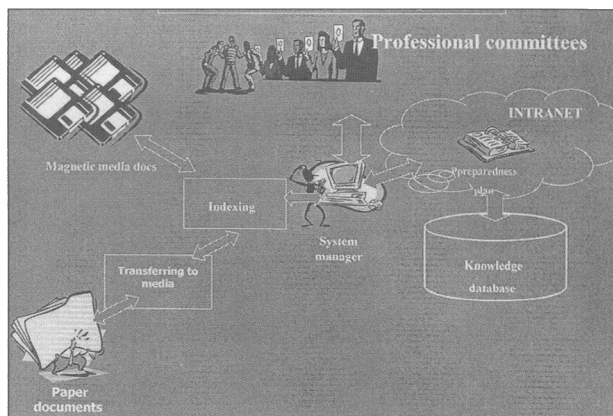 Professional committees
INTRANET
Ppreparedness
plan
Magnetic media docs
Indexing
System
manager
Knowledge
database
Transferring to
media
Paper
documents